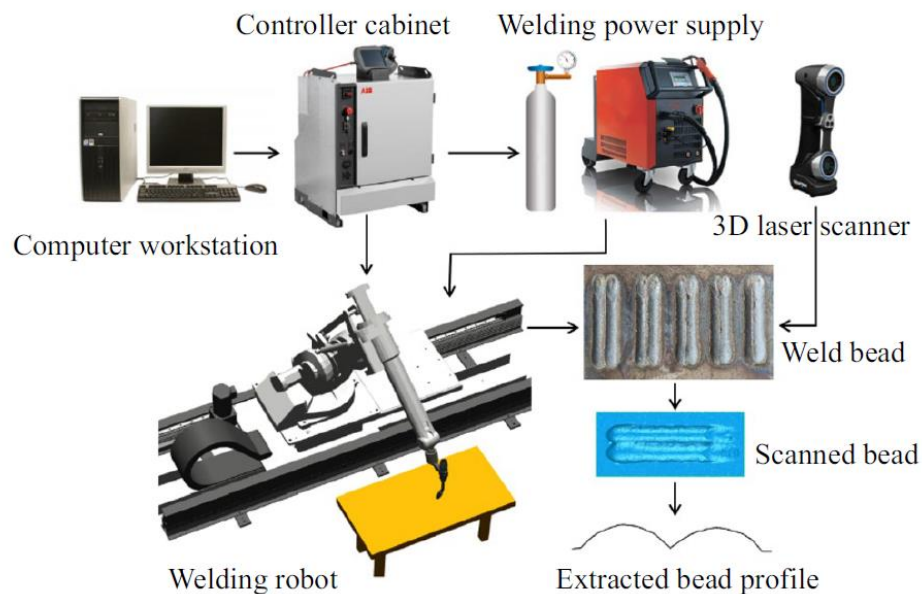 Controller cabinet
Welding power supply
ABB
Computer workstation
3D laser scanner
Weld bead
Scanned bead
Welding robot
Extracted bead profile